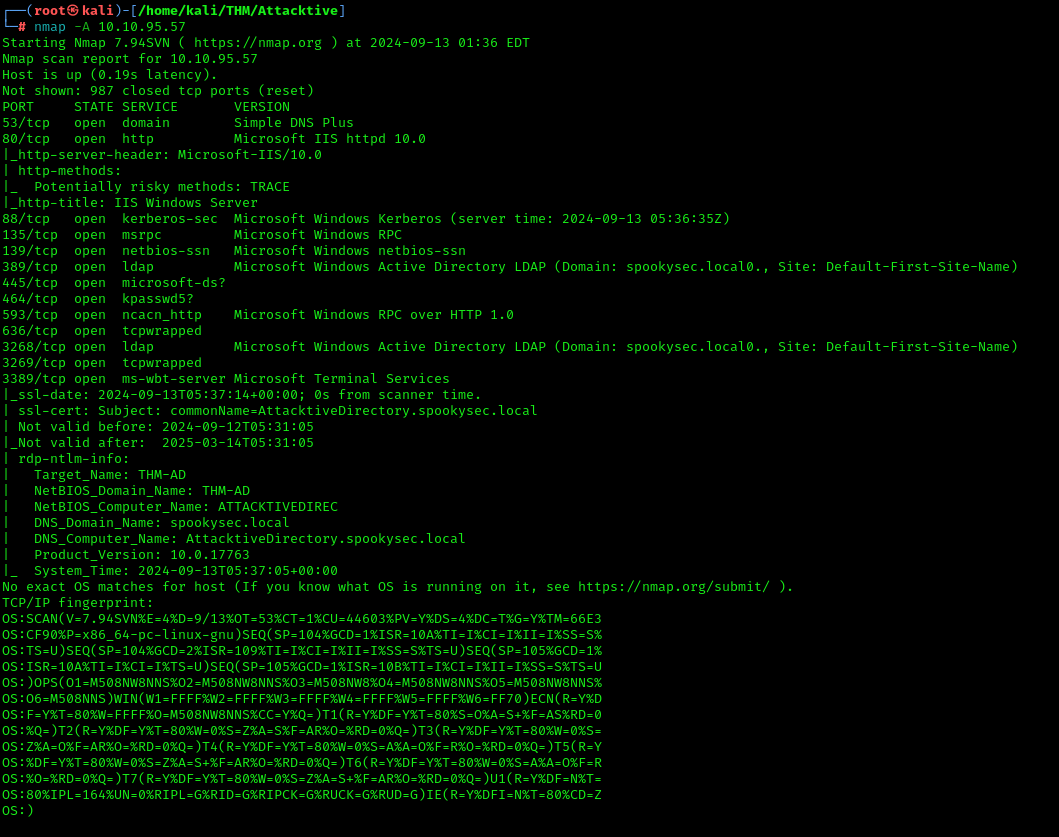 ┌──(root㉿kali)-[/home/kali/THM/Attacktive]
└─# nmap -A 10.10.95.57
Starting Nmap 7.94SVN ( https://nmap.org ) at 2024-09-13 01:36 EDT
Nmap scan report for 10.10.95.57
Host is up (0.19s latency).
Not shown: 987 closed tcp ports (reset)
PORT     STATE SERVICE       VERSION
53/tcp   open  domain        Simple DNS Plus
80/tcp   open  http          Microsoft IIS httpd 10.0
|_http-server-header: Microsoft-IIS/10.0
| http-methods:
|_  Potentially risky methods: TRACE
|_http-title: IIS Windows Server
88/tcp   open  kerberos-sec  Microsoft Windows Kerberos (server time: 2024-09-13 05:36:35Z)
135/tcp  open  msrpc         Microsoft Windows RPC
139/tcp  open  netbios-ssn   Microsoft Windows netbios-ssn
389/tcp  open  ldap          Microsoft Windows Active Directory LDAP (Domain: spookysec.local0., Site: Default-First-Site-Name)
445/tcp  open  microsoft-ds?
464/tcp  open  kpasswd5?
593/tcp  open  ncacn_http    Microsoft Windows RPC over HTTP 1.0
636/tcp  open  tcpwrapped
3268/tcp open  ldap          Microsoft Windows Active Directory LDAP (Domain: spookysec.local0., Site: Default-First-Site-Name)
3269/tcp open  tcpwrapped
3389/tcp open  ms-wbt-server Microsoft Terminal Services
|_ssl-date: 2024-09-13T05:37:14+00:00; 0s from scanner time.
| ssl-cert: Subject: commonName=AttacktiveDirectory.spookysec.local
| Not valid before: 2024-09-12T05:31:05
|_Not valid after:  2025-03-14T05:31:05
| rdp-ntlm-info:
|   Target_Name: THM-AD
|   NetBIOS_Domain_Name: THM-AD
|   NetBIOS_Computer_Name: ATTACKTIVEDIREC
|   DNS_Domain_Name: spookysec.local
|   DNS_Computer_Name: AttacktiveDirectory.spookysec.local
|   Product_Version: 10.0.17763
|_  System_Time: 2024-09-13T05:37:05+00:00
No exact OS matches for host (If you know what OS is running on it, see https://nmap.org/submit/ ).
TCP/IP fingerprint:
OS:SCAN(V=7.94SVN%E=4%D=9/13%OT=53%CT=1%CU=44603%PV=Y%DS=4%DC=T%G=Y%TM=66E3
OS:CF90%P=x86_64-pc-linux-gnu)SEQ(SP=104%GCD=1%ISR=10A%TI=I%CI=I%II=I%SS=S%
OS:TS=U)SEQ(SP=104%GCD=2%ISR=109%TI=I%CI=I%II=I%SS=S%TS=U)SEQ(SP=105%GCD=1%
OS:ISR=10A%TI=I%CI=I%TS=U)SEQ(SP=105%GCD=1%ISR=10B%TI=I%CI=I%II=I%SS=S%TS=U
OS:)OPS(O1=M508NW8NNS%O2=M508NW8NNS%O3=M508NW8%O4=M508NW8NNS%O5=M508NW8NNS%
OS:O6=M508NNS)WIN(W1=FFFF%W2=FFFF%W3=FFFF%W4=FFFF%W5=FFFF%W6=FF70)ECN(R=Y%D
OS:F=Y%T=80%W=FFFF%O=M508NW8NNS%CC=Y%Q=)T1(R=Y%DF=Y%T=80%S=O%A=S+%F=AS%RD=0
OS:%Q=)T2(R=Y%DF=Y%T=80%W=0%S=Z%A=S%F=AR%O=%RD=0%Q=)T3(R=Y%DF=Y%T=80%W=0%S=
OS:Z%A=O%F=AR%O=%RD=0%Q=)T4(R=Y%DF=Y%T=80%W=0%S=A%A=O%F=R%O=%RD=0%Q=)T5(R=Y
OS:%DF=Y%T=80%W=0%S=Z%A=S+%F=AR%O=%RD=0%Q=)T6(R=Y%DF=Y%T=80%W=0%S=A%A=O%F=R
OS:%O=%RD=0%Q=)T7(R=Y%DF=Y%T=80%W=0%S=Z%A=S+%F=AR%O=%RD=0%Q=)U1(R=Y%DF=N%T=
OS:80%IPL=164%UN=0%RIPL=G%RID=G%RIPCK=G%RUCK=G%RUD=G)IE(R=Y%DFI=N%T=80%CD=Z
OS:)